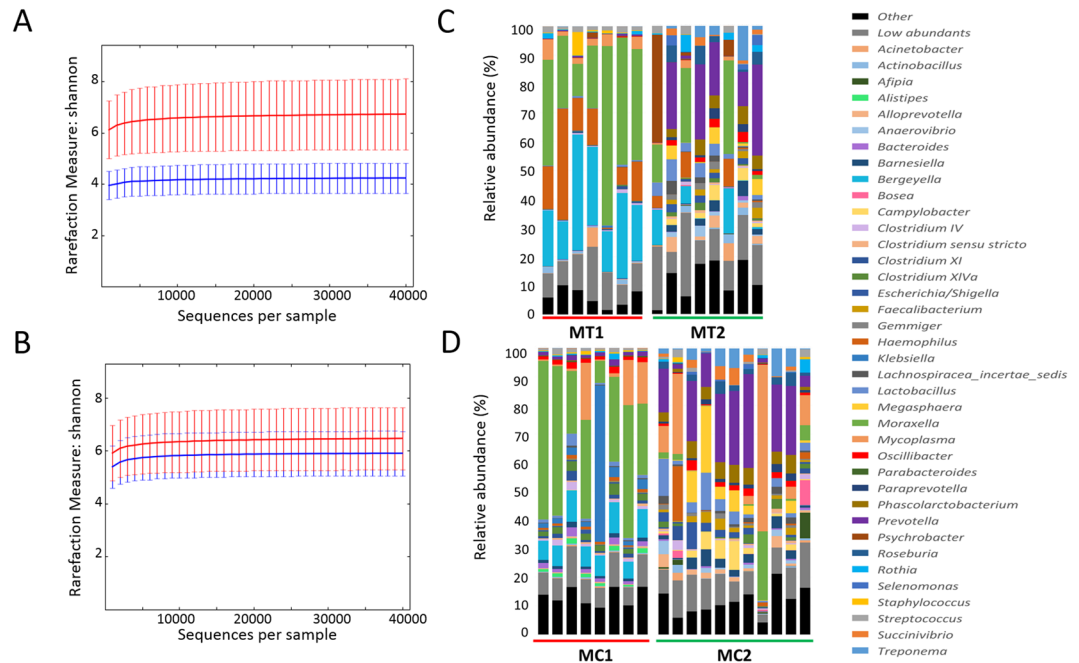 A
Rarefaction Measure: shannon
8
6
4
2
10000
20000
30000
40000
Sequences per sample
B
Rarefaction Measure: shannon
8
6
4
2
10000
20000
30000
40000
Sequences per sample
C
Relative abundance (%)
100
90
80
70
60
50
40
30
20
10
0
MT1
MT2
D
Relative abundance (%)
100
90
80
70
60
50
40
30
20
10
0
MC1
MC2
Other
Low abundants
Acinetobacter
Actinobacillus
Afipia
Alistipes
Alloprevotella
Anaerovibrio
Bacteroides
Barnesiella
Bergeyella
Bosea
Campylobacter
Clostridium IV
Clostridium sensu stricto
Clostridium XI
Clostridium XIVa
Escherichia/Shigella
Faecalibacterium
Gemmiger
Haemophilus
Klebsiella
Lachnospiracea_incertae_sedis
Lactobacillus
Megasphaera
Moraxella
Mycoplasma
Oscillibacter
Parabacteroides
Paraprevotella
Phascolarctobacterium
Prevotella
Psychrobacter
Roseburia
Rothia
Selenomonas
Staphylococcus
Streptococcus
Succinivibrio
Treponema